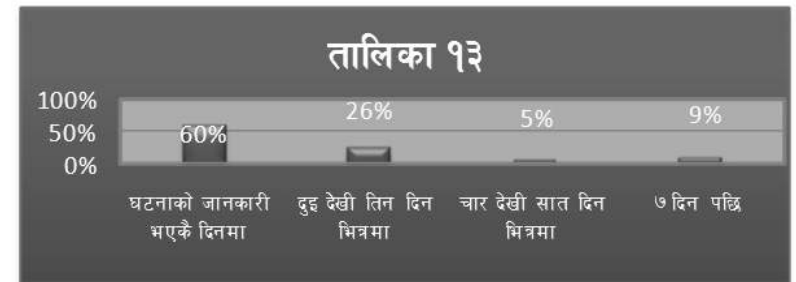 तालिका १३
100%
50%
0%
60%
26%
5%
9%
घटनाको जानकारी
भएकै दिनमा
दुइ देखी तिन दिन
भित्रमा
चार देखी सात दिन
भित्रमा
७ दिन पछि